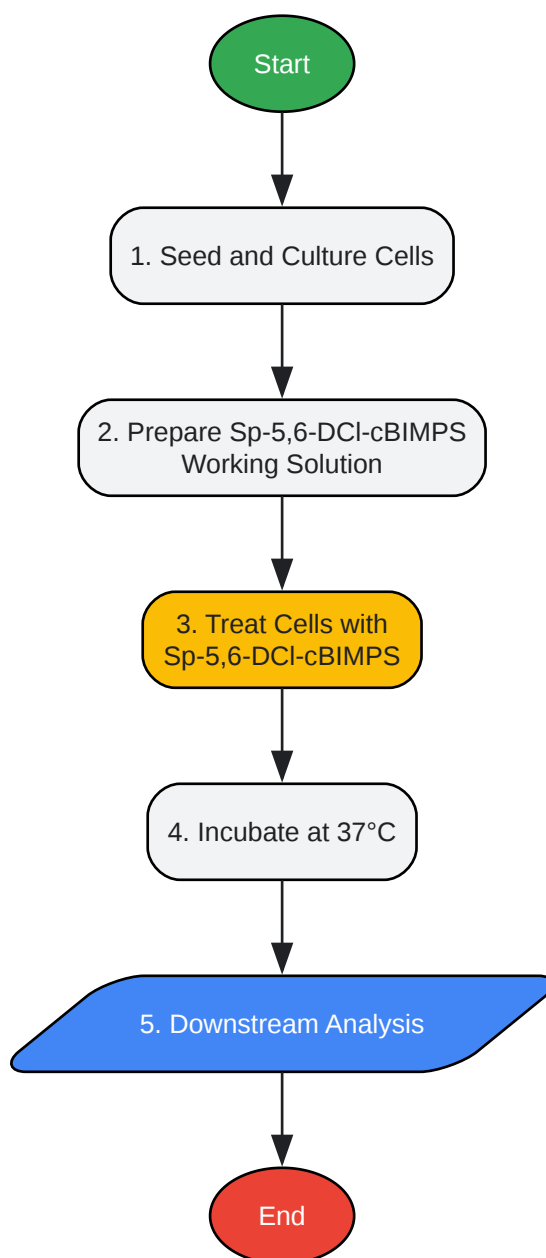 Start
1. Seed and Culture Cells
2. Prepare Sp-5,6-DCl-cBIMPS
Working Solution
3. Treat Cells with
Sp-5,6-DCl-cBIMPS
4. Incubate at 37°C
5. Downstream Analysis
End